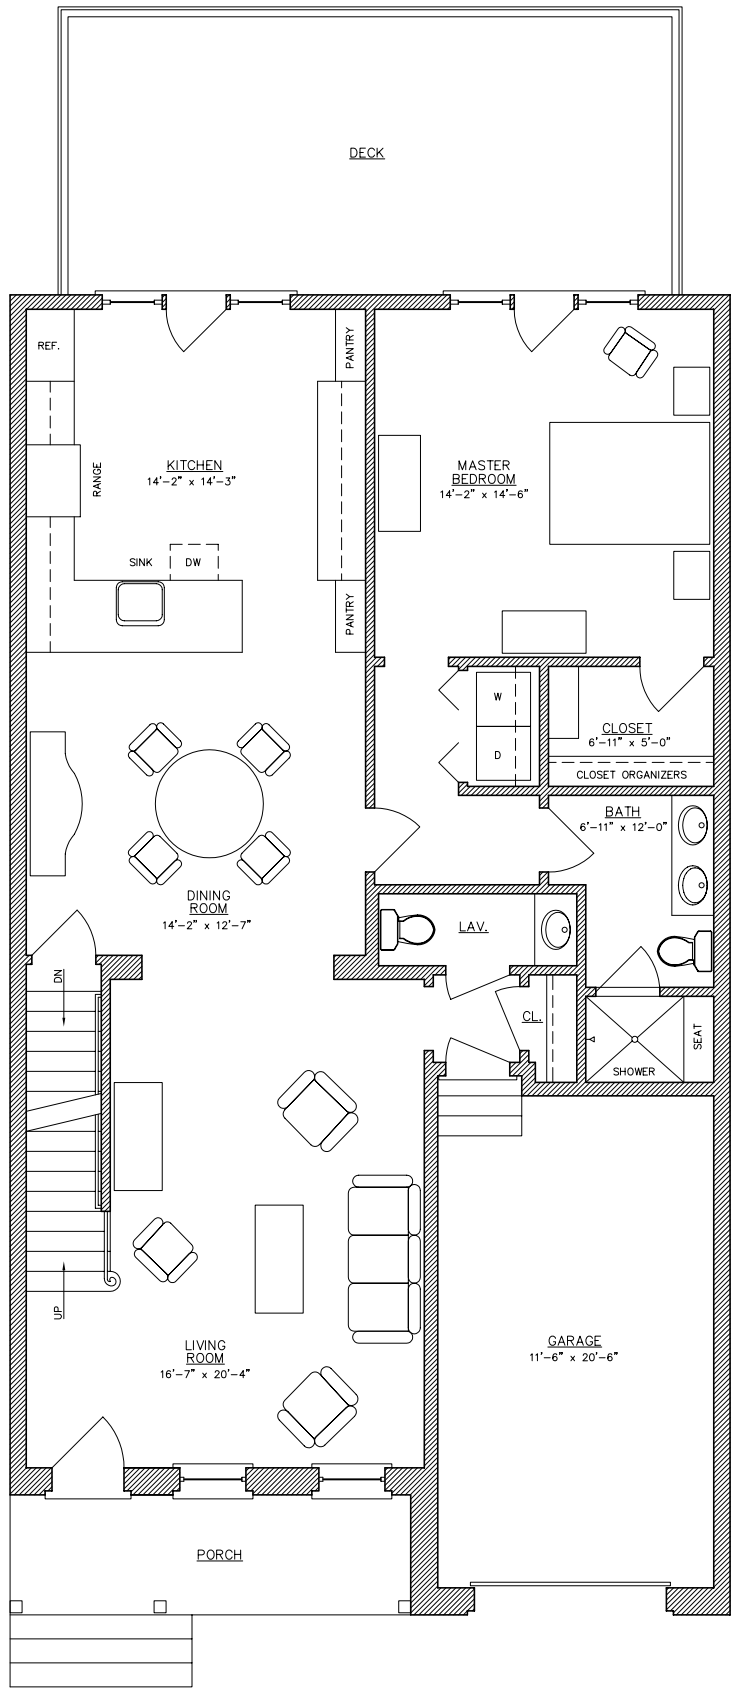 DECK
REF.
PANTRY
KITCHEN
14'-2" x 14'-3"
RANGE
SINK
DW
PANTRY
MASTER
BEDROOM
14'-2" x 14'-6"
W
D
CLOSET
6'-11" x 5'-0"
CLOSET ORGANIZERS
BATH
6'-11" x 12'-0"
DINING
ROOM
14'-2" x 12'-7"
LAV.
DN
CL.
SEAT
SHOWER
UP
LIVING
ROOM
16'-7" x 20'-4"
GARAGE
11'-6" x 20'-6"
PORCH